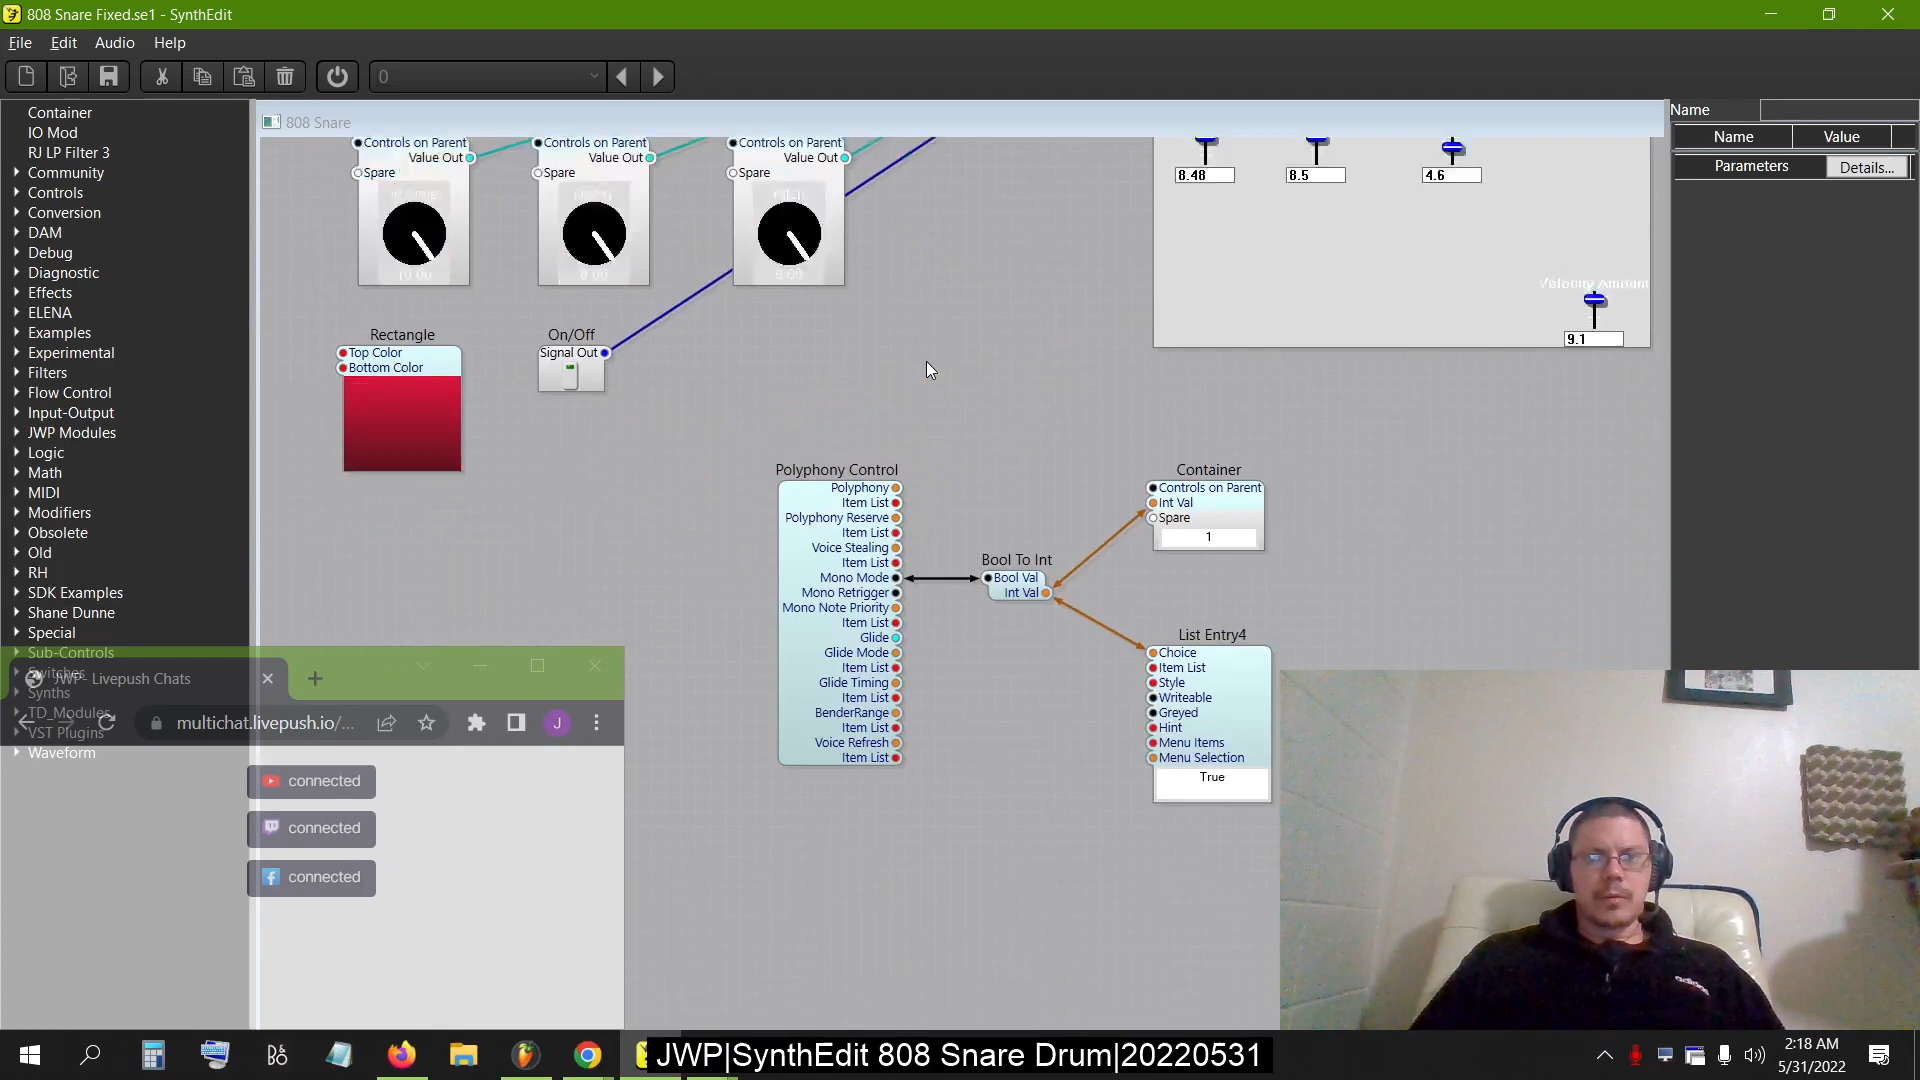 808 Snare Fixed.se1 - SynthEdit
File Edit Audio Help
0
Container
IO Mod
RJ LP Filter 3
Community
Controls
Conversion
DAM
Debug
Diagnostic
Effects
ELENA
Examples
Experimental
Filters
Flow Control
Input-Output
JWP Modules
Logic
Math
MIDI
Modifiers
Obsolete
Old
RH
SDK Examples
Shane Dunne
Special
Sub-Controls
Switches
Synths
TD_Modules
VST Plugins
Waveform
808 Snare
Controls on Parent
Value Out
Spare
10.00
Controls on Parent
Value Out
Spare
Controls on Parent
Value Out
Spare
8.48
8.5
4.6
Velocity Amount
9.1
Rectangle
Top Color
Bottom Color
On/Off
Signal Out
Polyphony Control
Polyphony
Item List
Polyphony Reserve
Item List
Voice Stealing
Item List
Mono Mode
Mono Retrigger
Mono Note Priority
Item List
Glide
Glide Mode
Item List
Glide Timing
Item List
BenderRange
Item List
Voice Refresh
Item List
Bool To Int
Bool Val
Int Val
Container
Controls on Parent
Int Val
Spare
1
List Entry4
Choice
Item List
Style
Writeable
Greyed
Hint
Menu Items
Menu Selection
True
Name
Name Value
Parameters Details...
JWP - Livepush Chats
multichat.livepush.io/...
J
connected
connected
connected
JWP|SynthEdit 808 Snare Drum|20220531
2:18 AM
5/31/2022